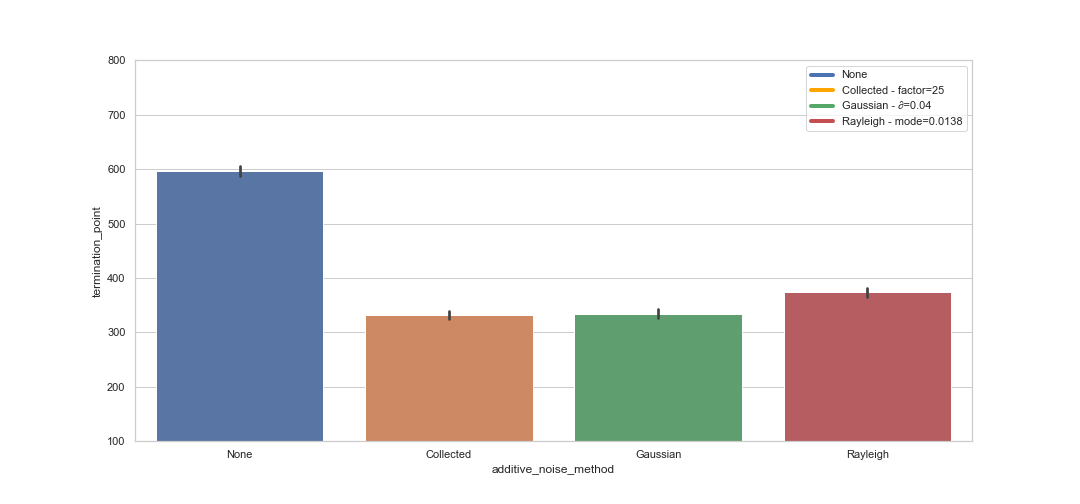 800
700
600
500
400
300
200
100
termination_point
None
Collected - factor=25
Gaussian - ∂=0.04
Rayleigh - mode=0.0138
None
Collected
Gaussian
Rayleigh
additive_noise_method